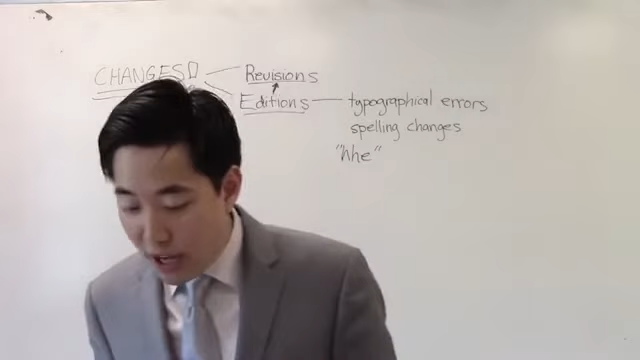 CHANGES Revisions
Editions — typographical errors
spelling changes
"hhe"